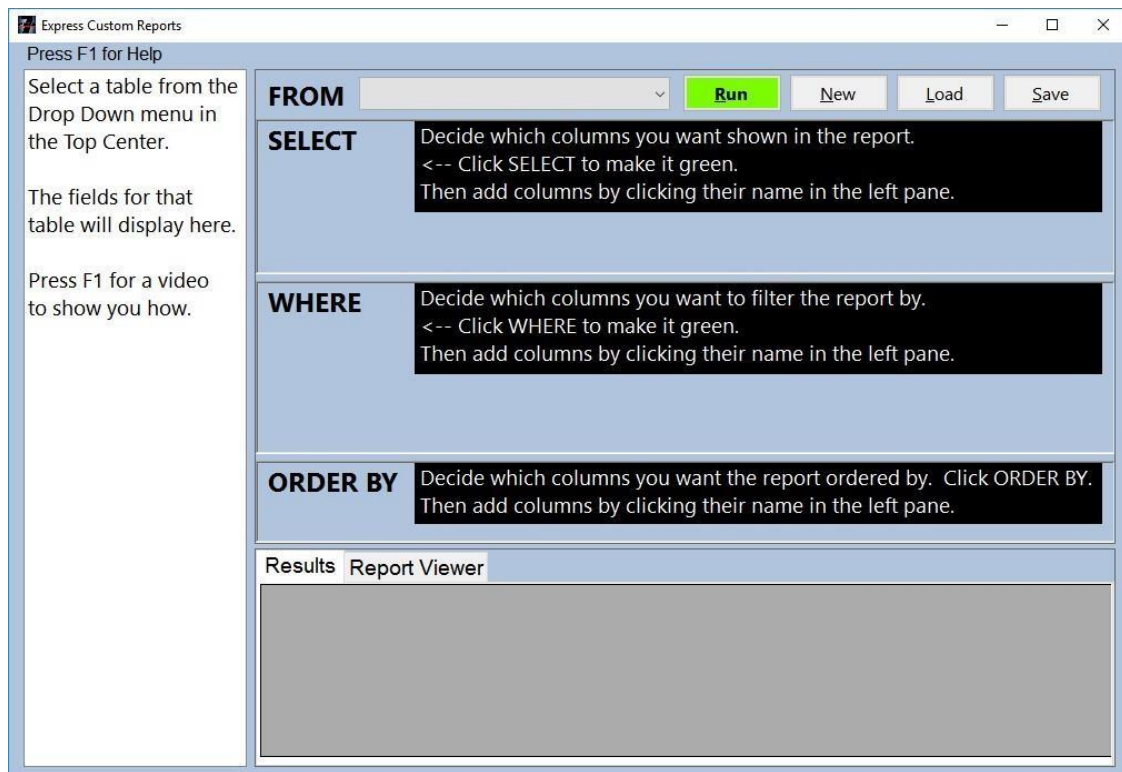 Express Custom Reports
Press F1 for Help
Select a table from the
Drop Down menu in
the Top Center.
The fields for that
table will display here.
Press F1 for a video
to show you how.
FROM
Run
New
Load
Save
SELECT
Decide which columns you want shown in the report.
<-- Click SELECT to make it green.
Then add columns by clicking their name in the left pane.
WHERE
Decide which columns you want to filter the report by.
<-- Click WHERE to make it green.
Then add columns by clicking their name in the left pane.
ORDER BY
Decide which columns you want the report ordered by.  Click ORDER BY.
Then add columns by clicking their name in the left pane.
Results
Report Viewer